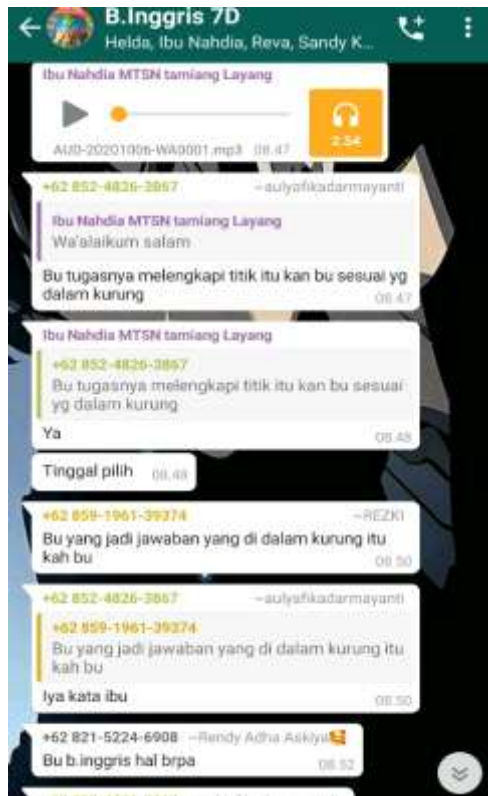 B.Inggris 7D
Helda, Ibu Nahdia, Reva, Sandy K...
Ibu Nahdia MTSN tamiang Layang
AUD-20201006-WA0001.mp3 08.47
2:54
+62 852-4826-3867 ~aulyafikadarmayanti
Ibu Nahdia MTSN tamiang Layang
Wa'alaikum salam
Bu tugasnya melengkapi titik itu kan bu sesuai yg
dalam kurung
08.47
Ibu Nahdia MTSN tamiang Layang
+62 852-4826-3867
Bu tugasnya melengkapi titik itu kan bu sesuai
yg dalam kurung
Ya 08.48
Tinggal pilih 08.48
+62 859-1961-39374 ~REZKI
Bu yang jadi jawaban yang di dalam kurung itu
kah bu 08.50
+62 852-4826-3867 ~aulyafikadarmayanti
+62 859-1961-39374
Bu yang jadi jawaban yang di dalam kurung itu
kah bu
Iya kata ibu 08.50
+62 821-5224-6908 ~Rendy Adha Askiya
Bu b.inggris hal brpa 08.52